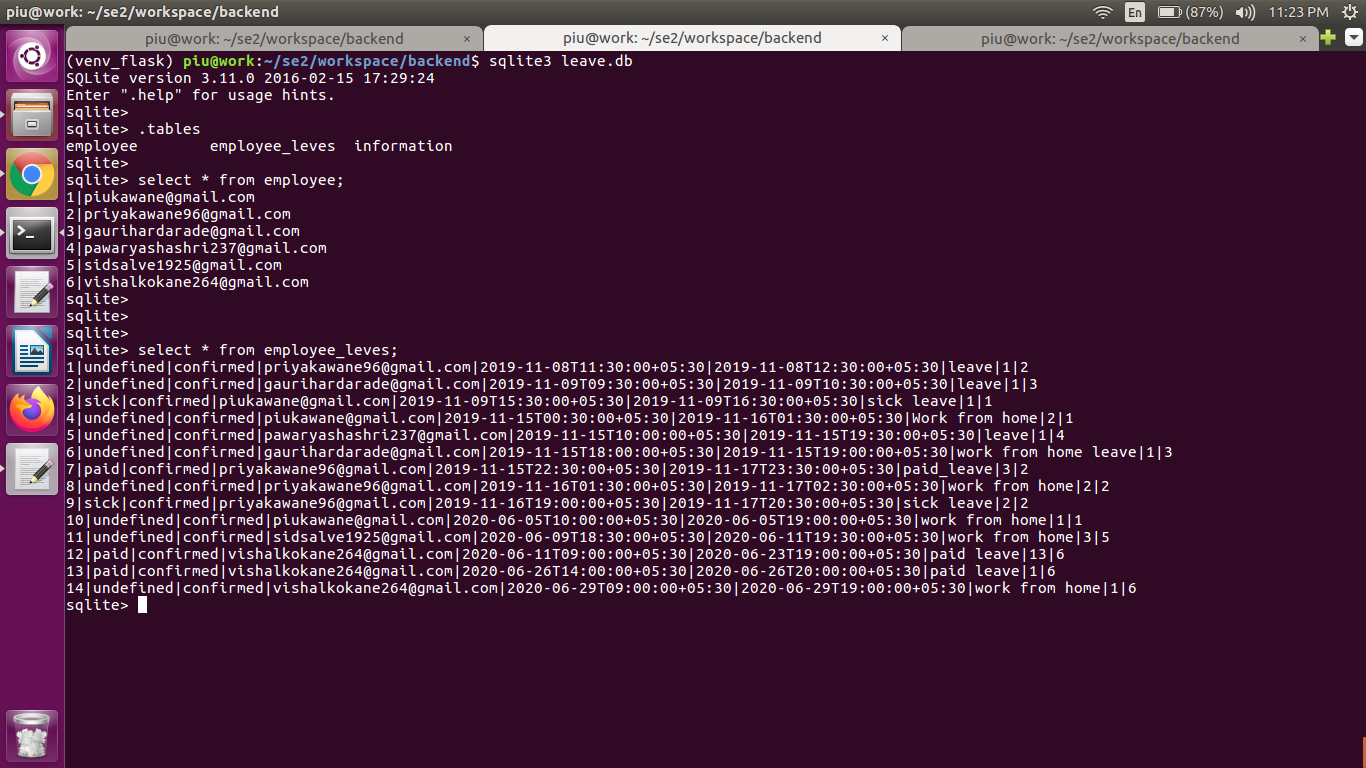 piu@work: ~/se2/workspace/backend
En
(87%)
11:23 PM
piu@work: ~/se2/workspace/backend ×
piu@work: ~/se2/workspace/backend ×
piu@work: ~/se2/workspace/backend ×
(venv_flask) piu@work:~/se2/workspace/backend$ sqlite3 leave.db
SQLite version 3.11.0 2016-02-15 17:29:24
Enter ".help" for usage hints.
sqlite>
sqlite> .tables
employee        employee_leves  information
sqlite>
sqlite> select * from employee;
1|piukawane@gmail.com
2|priyakawane96@gmail.com
3|gaurihardarade@gmail.com
4|pawaryashashri237@gmail.com
5|sidsalve1925@gmail.com
6|vishalkokane264@gmail.com
sqlite>
sqlite>
sqlite>
sqlite> select * from employee_leves;
1|undefined|confirmed|priyakawane96@gmail.com|2019-11-08T11:30:00+05:30|2019-11-08T12:30:00+05:30|leave|1|2
2|undefined|confirmed|gaurihardarade@gmail.com|2019-11-09T09:30:00+05:30|2019-11-09T10:30:00+05:30|leave|1|3
3|sick|confirmed|piukawane@gmail.com|2019-11-09T15:30:00+05:30|2019-11-09T16:30:00+05:30|sick leave|1|1
4|undefined|confirmed|piukawane@gmail.com|2019-11-15T00:30:00+05:30|2019-11-16T01:30:00+05:30|Work from home|2|1
5|undefined|confirmed|pawaryashashri237@gmail.com|2019-11-15T10:00:00+05:30|2019-11-15T19:30:00+05:30|leave|1|4
6|undefined|confirmed|gaurihardarade@gmail.com|2019-11-15T18:00:00+05:30|2019-11-15T19:00:00+05:30|work from home leave|1|3
7|paid|confirmed|priyakawane96@gmail.com|2019-11-15T22:30:00+05:30|2019-11-17T23:30:00+05:30|paid_leave|3|2
8|undefined|confirmed|priyakawane96@gmail.com|2019-11-16T01:30:00+05:30|2019-11-17T02:30:00+05:30|work from home|2|2
9|sick|confirmed|priyakawane96@gmail.com|2019-11-16T19:00:00+05:30|2019-11-17T20:30:00+05:30|sick leave|2|2
10|undefined|confirmed|piukawane@gmail.com|2020-06-05T10:00:00+05:30|2020-06-05T19:00:00+05:30|work from home|1|1
11|undefined|confirmed|sidsalve1925@gmail.com|2020-06-09T18:30:00+05:30|2020-06-11T19:30:00+05:30|work from home|3|5
12|paid|confirmed|vishalkokane264@gmail.com|2020-06-11T09:00:00+05:30|2020-06-23T19:00:00+05:30|paid leave|13|6
13|paid|confirmed|vishalkokane264@gmail.com|2020-06-26T14:00:00+05:30|2020-06-26T20:00:00+05:30|paid leave|1|6
14|undefined|confirmed|vishalkokane264@gmail.com|2020-06-29T09:00:00+05:30|2020-06-29T19:00:00+05:30|work from home|1|6
sqlite>